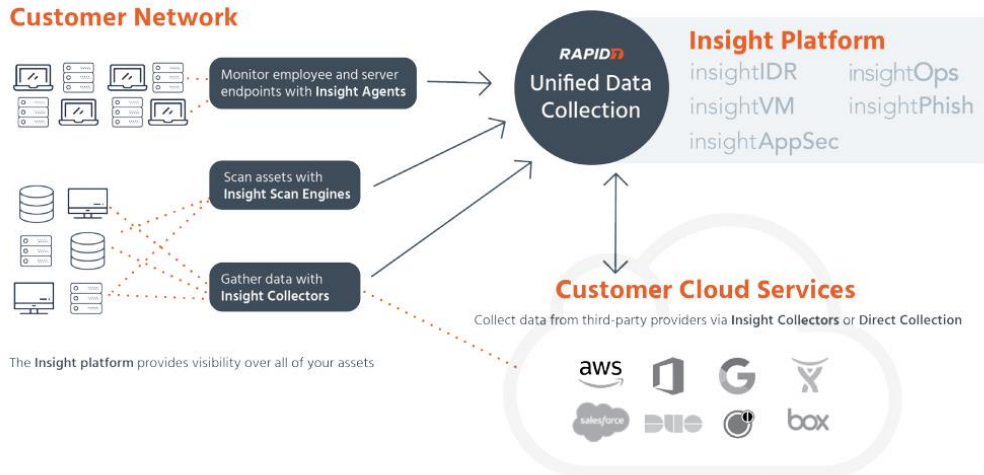 Customer Network
Monitor employee and server
endpoints with Insight Agents
Scan assets with
Insight Scan Engines
Gather data with
Insight Collectors
The Insight platform provides visibility over all of your assets
RAPID7
Unified Data
Collection
Insight Platform
insightIDR
insightOps
insightVM
insightPhish
insightAppSec
Customer Cloud Services
Collect data from third-party providers via Insight Collectors or Direct Collection
aws
salesforce
DUO
box